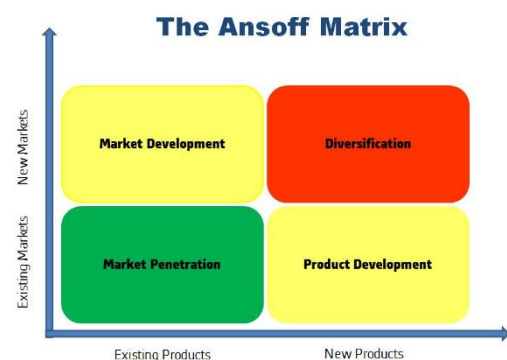 The Ansoff Matrix
New Markets
Market Development
Diversification
Existing Markets
Market Penetration
Product Development
Existing Products
New Products